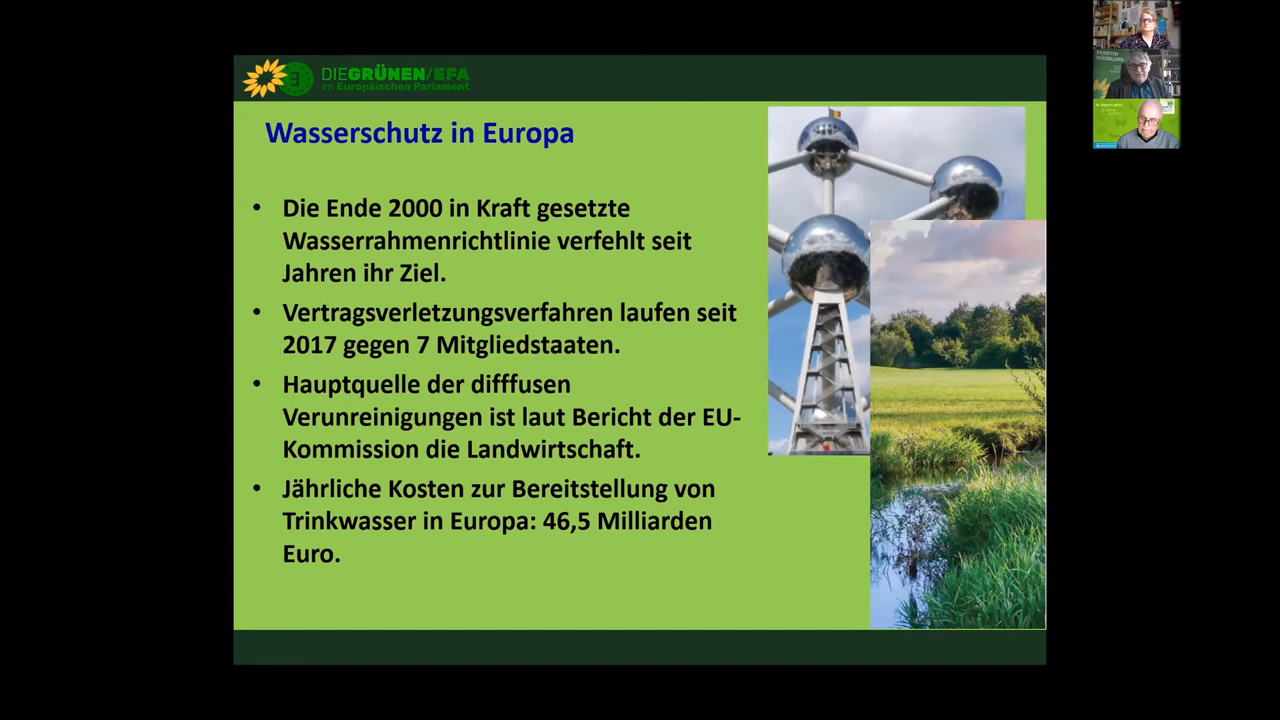 DIEGRÜNEN/EFA
im Europäischen Parlament
Wasserschutz in Europa
• Die Ende 2000 in Kraft gesetzte
Wasserrahmenrichtlinie verfehlt seit
Jahren ihr Ziel.
• Vertragsverletzungsverfahren laufen seit
2017 gegen 7 Mitgliedstaaten.
• Hauptquelle der difffusen
Verunreinigungen ist laut Bericht der EU-
Kommission die Landwirtschaft.
• Jährliche Kosten zur Bereitstellung von
Trinkwasser in Europa: 46,5 Milliarden
Euro.
MARTIN
HÄUSLING